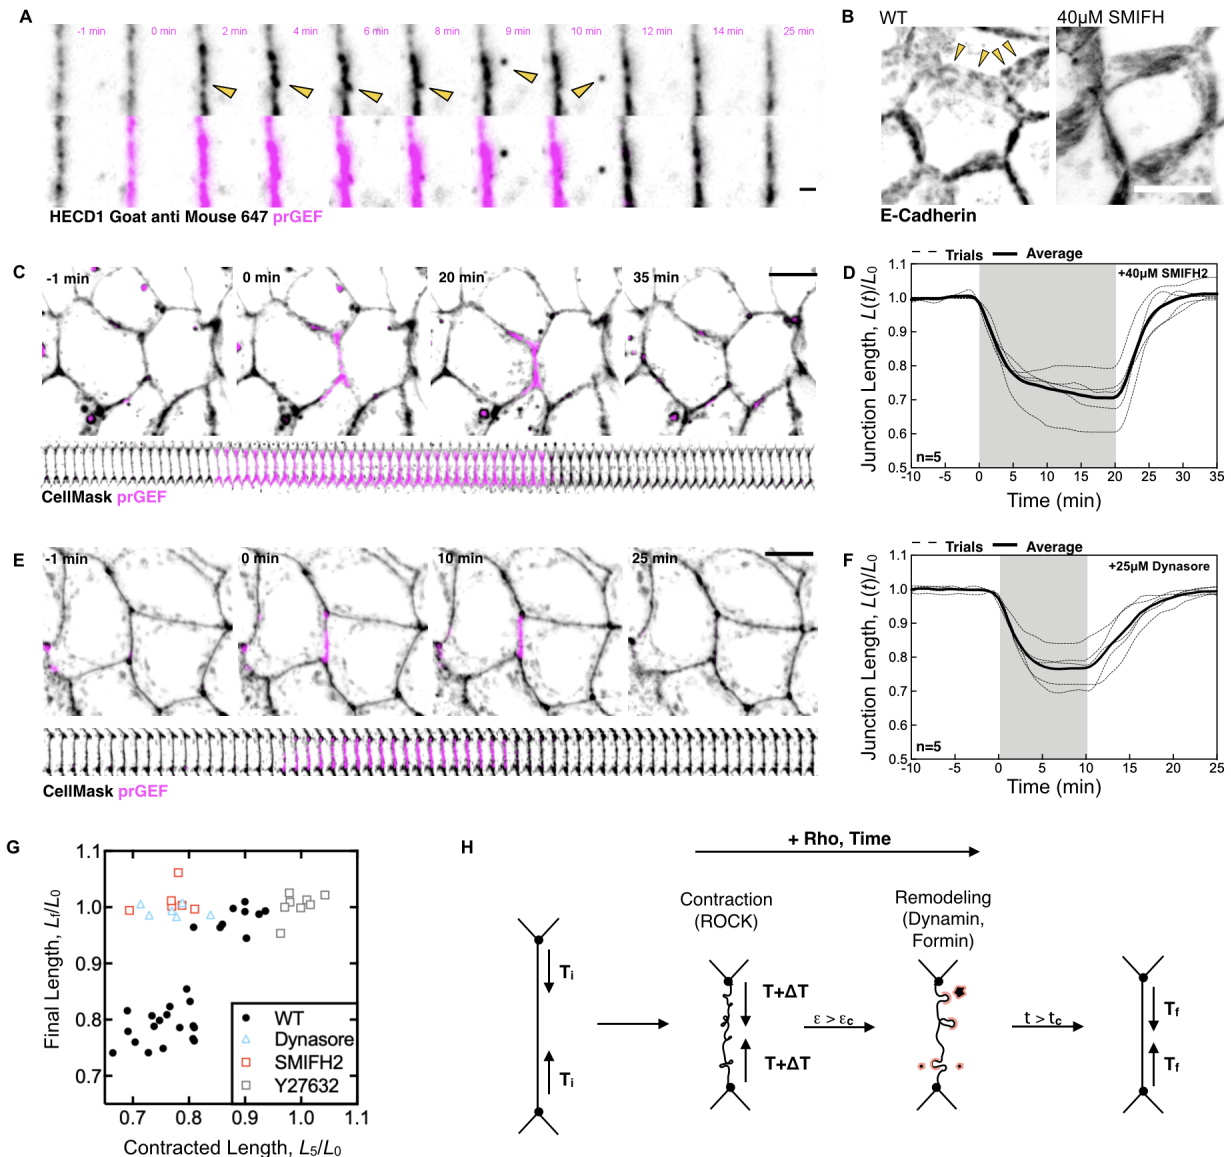 A
-1 min
0 min
2 min
4 min
6 min
8 min
9 min
10 min
12 min
14 min
25 min
HECD1 Goat anti Mouse 647 prGEF
B
WT
40µM SMIFH
E-Cadherin
C
-1 min
0 min
20 min
35 min
CellMask prGEF
D
Trials
Average
+40µM SMIFH2
Junction Length, L(t)/L0
1.1
1.0
0.9
0.8
0.7
0.6
0.5
n=5
-10
-5
0
5
10
15
20
25
30
35
Time (min)
E
-1 min
0 min
10 min
25 min
CellMask prGEF
F
Trials
Average
+25µM Dynasore
Junction Length, L(t)/L0
1.1
1.0
0.9
0.8
0.7
0.6
0.5
n=5
-10
-5
0
5
10
15
20
25
Time (min)
G
Final Length, Lf/L0
1.1
1.0
0.9
0.8
0.7
WT
Dynasore
SMIFH2
Y27632
0.7
0.8
0.9
1.0
1.1
Contracted Length, L5/L0
H
+ Rho, Time
Contraction
(ROCK)
Remodeling
(Dynamin,
Formin)
Ti
Ti
T+ΔT
T+ΔT
ε > εc
t > tc
Tf
Tf